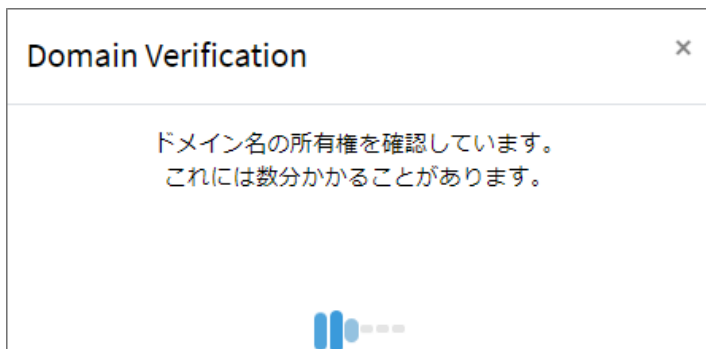 Domain Verification
×
ドメイン名の所有権を確認しています。
これには数分かかることがあります。